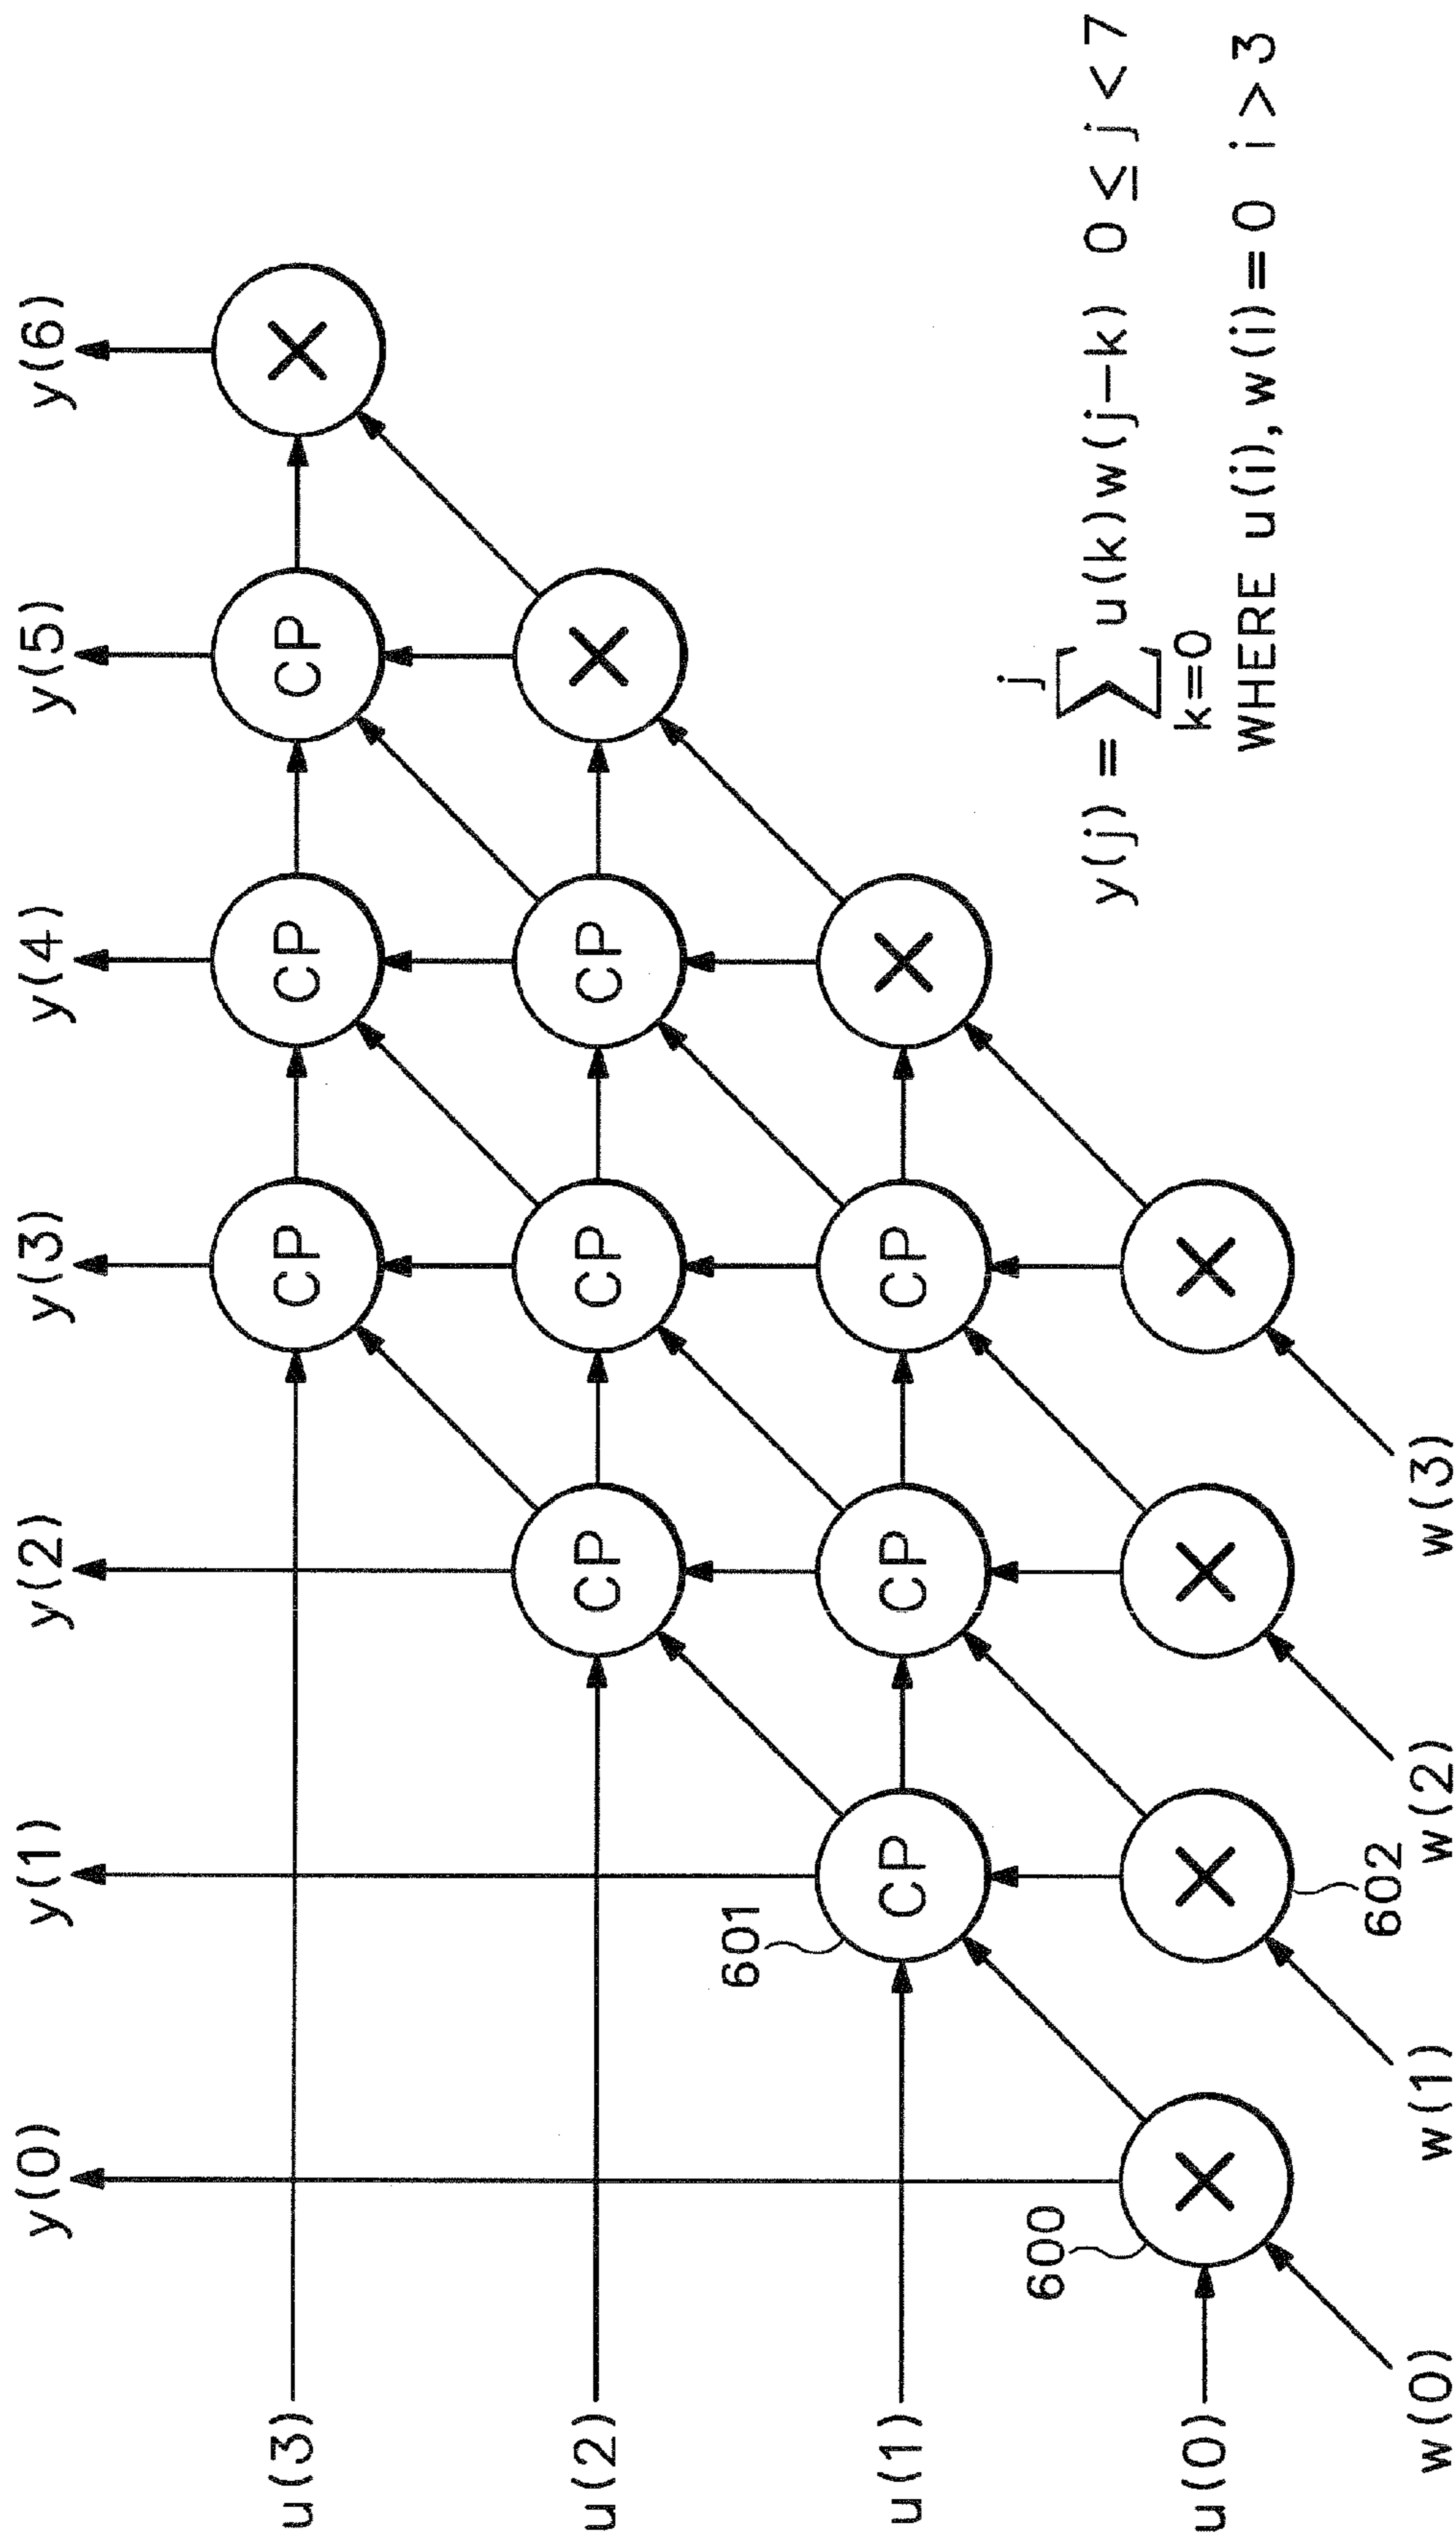 y(0) y(1) y(2) y(3) y(4) y(5) y(6)
u(3) CP CP CP ×
u(2) CP CP CP ×
601
u(1) CP CP CP ×
600
u(0) × × × ×
602
w(0) w(1) w(2) w(3)
y(j) = j ∑ k=0 u(k)w(j–k) 0 ≤ j < 7
WHERE u(i), w(i) = 0 i > 3